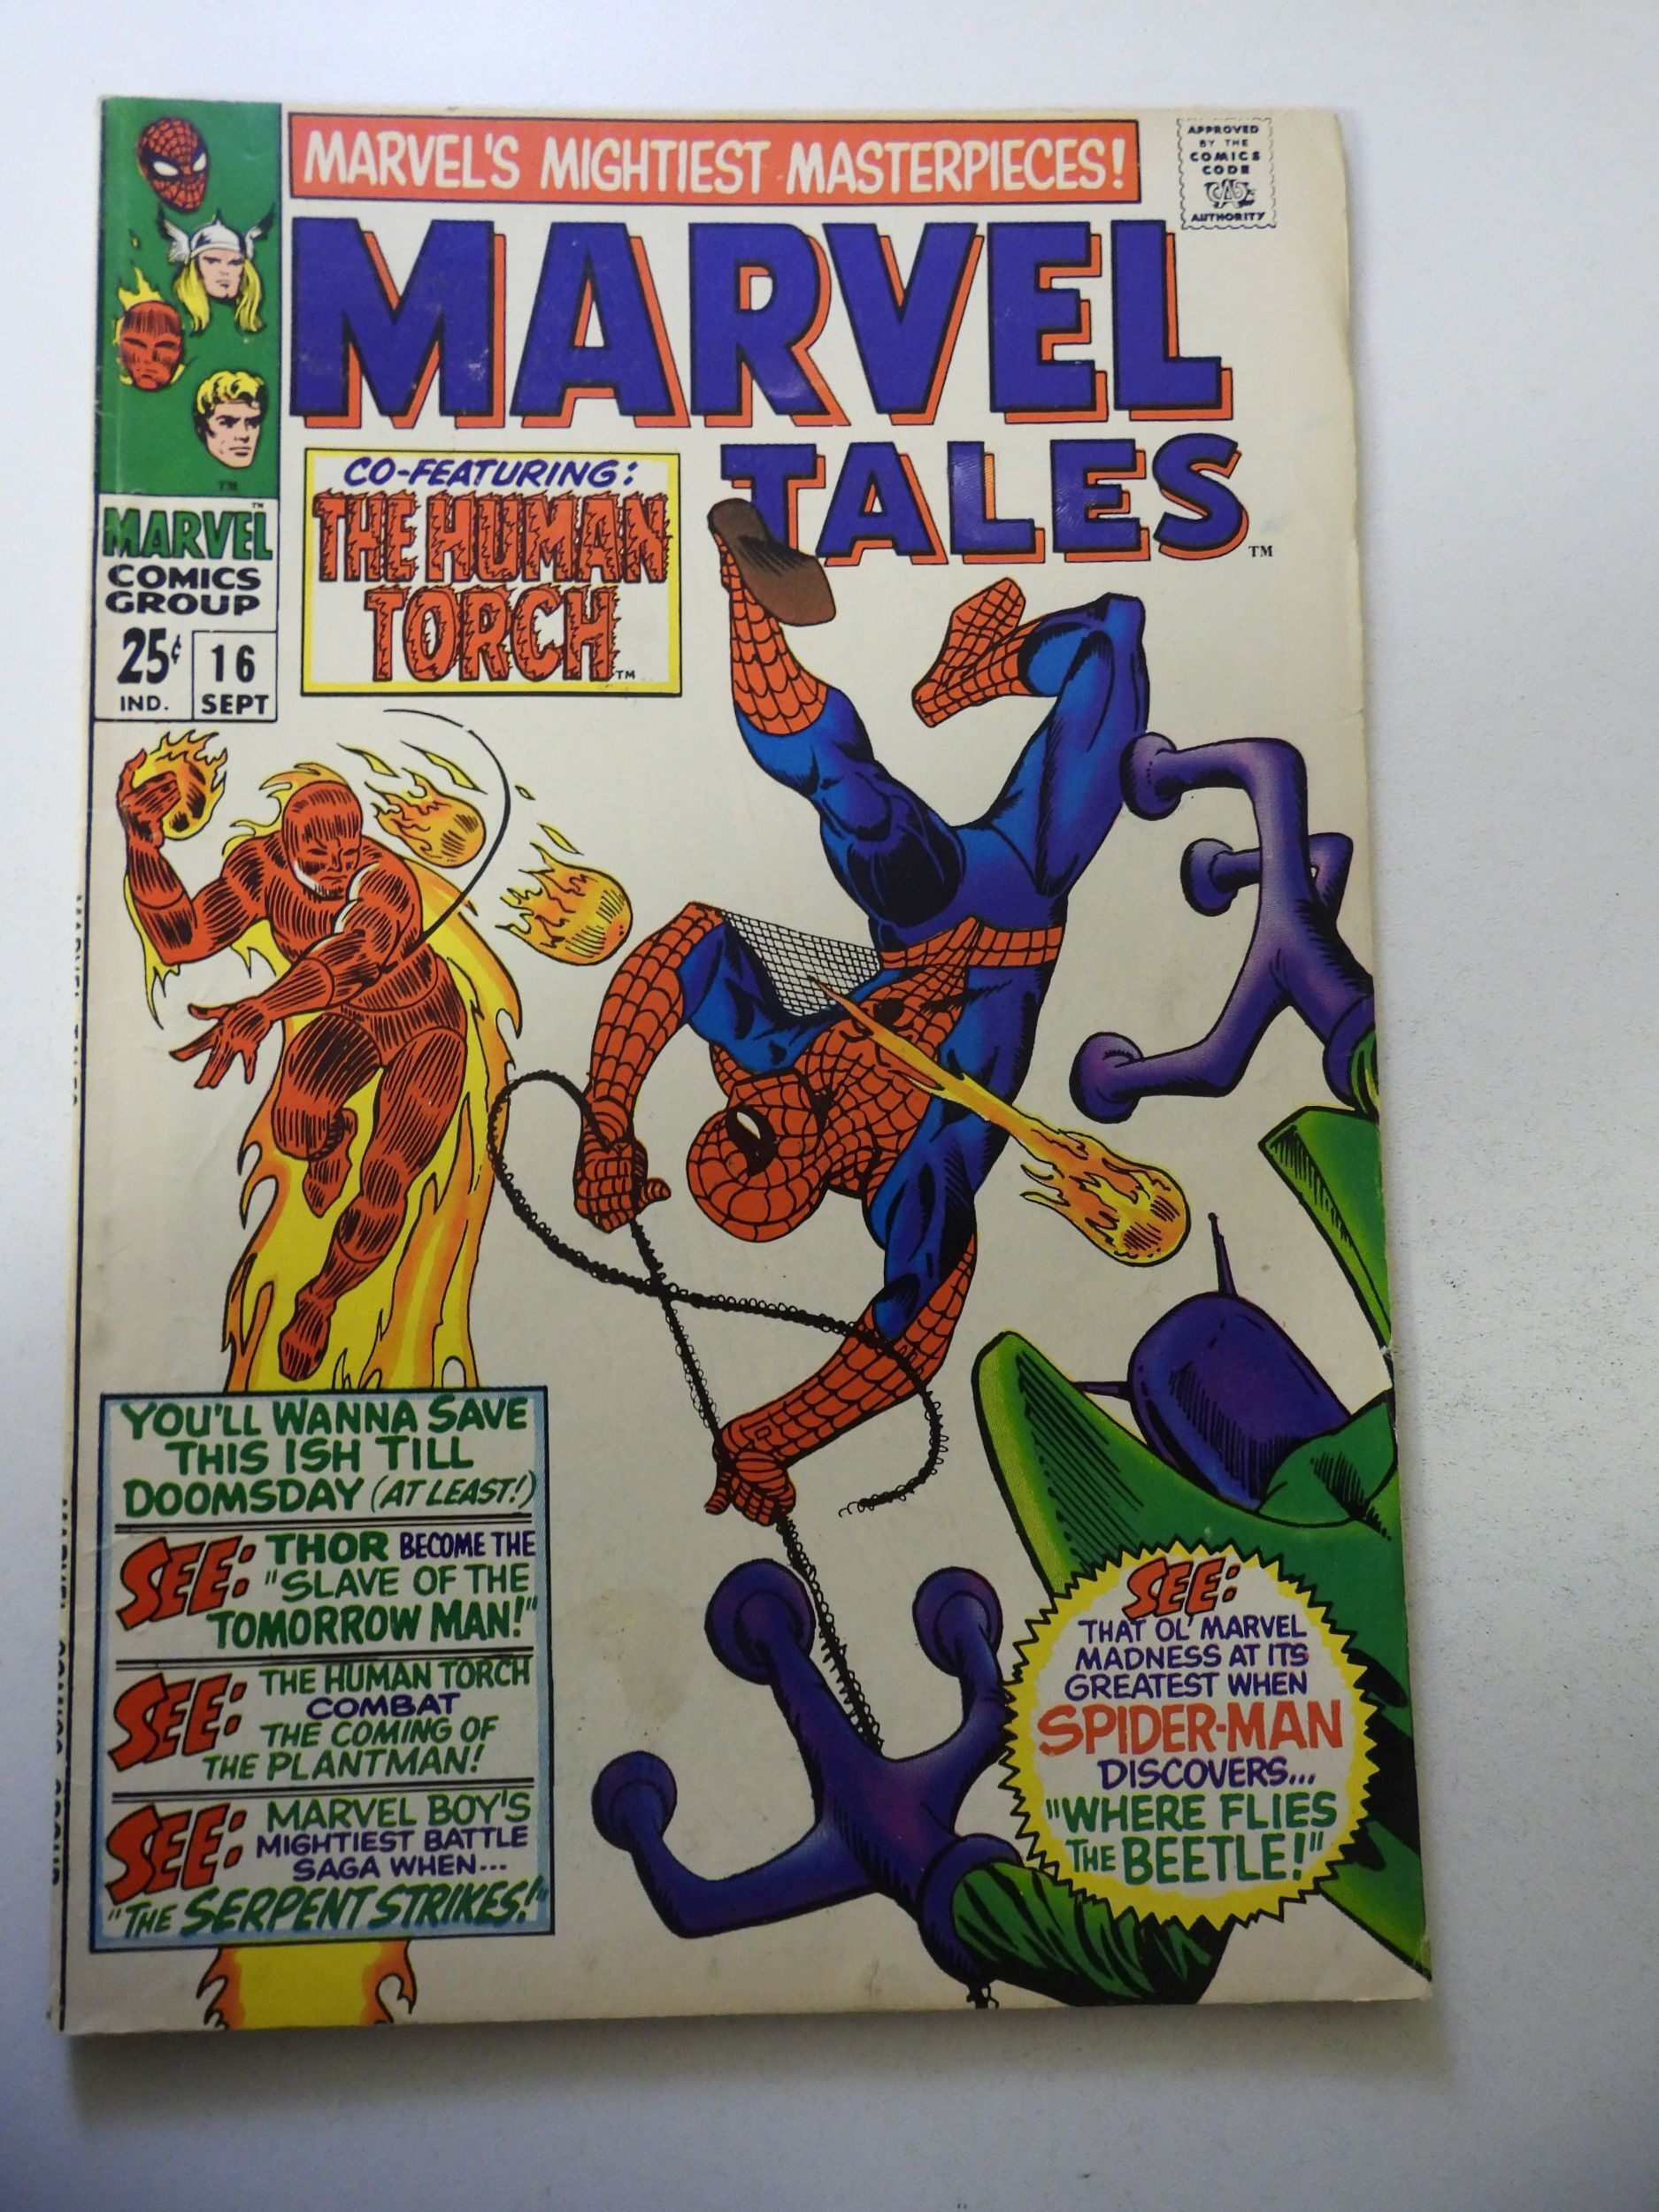 MARVEL'S MIGHTIEST MASTERPIECES!
APPROVED
BY THE
COMICS
CODE
AUTHORITY
MARVEL
TALES
TM
TM
MARVEL
TM
COMICS
GROUP
25¢
IND.
16
SEPT
CO-FEATURING:
THE HUMAN
TORCH
TM
YOU'LL WANNA SAVE
THIS ISH TILL
DOOMSDAY (AT LEAST!)
SEE: THOR BECOME THE
"SLAVE OF THE
TOMORROW MAN!"
SEE: THE HUMAN TORCH
COMBAT
THE COMING OF
THE PLANTMAN!
SEE: MARVEL BOY'S
MIGHTIEST BATTLE
SAGA WHEN...
"THE SERPENT STRIKES!"
SEE:
THAT OL' MARVEL
MADNESS AT ITS
GREATEST WHEN
SPIDER-MAN
DISCOVERS...
"WHERE FLIES
THE BEETLE!"